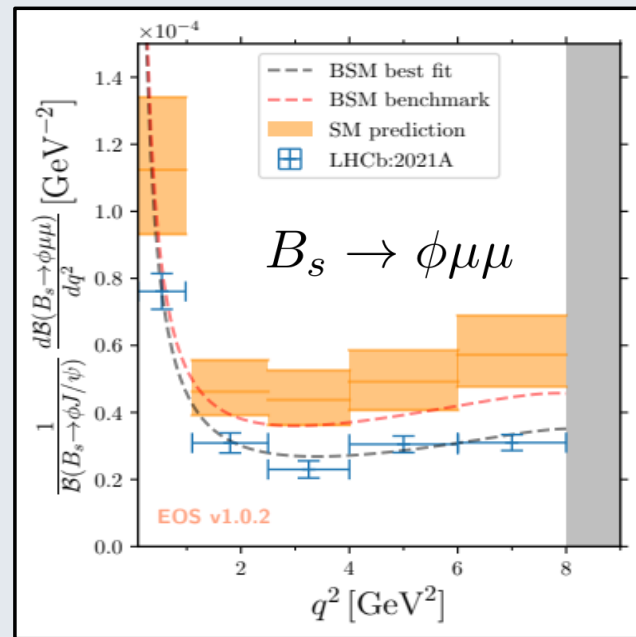 ×10⁻⁴
1.4
1.2
1.0
0.8
0.6
0.4
0.2
0.0
1/𝓑(B_s→ϕJ/ψ) d𝓑(B_s→ϕμμ)/dq² [GeV⁻²]
BSM best fit
BSM benchmark
SM prediction
LHCb:2021A
B_s → ϕμμ
EOS v1.0.2
2 4 6 8
q² [GeV²]